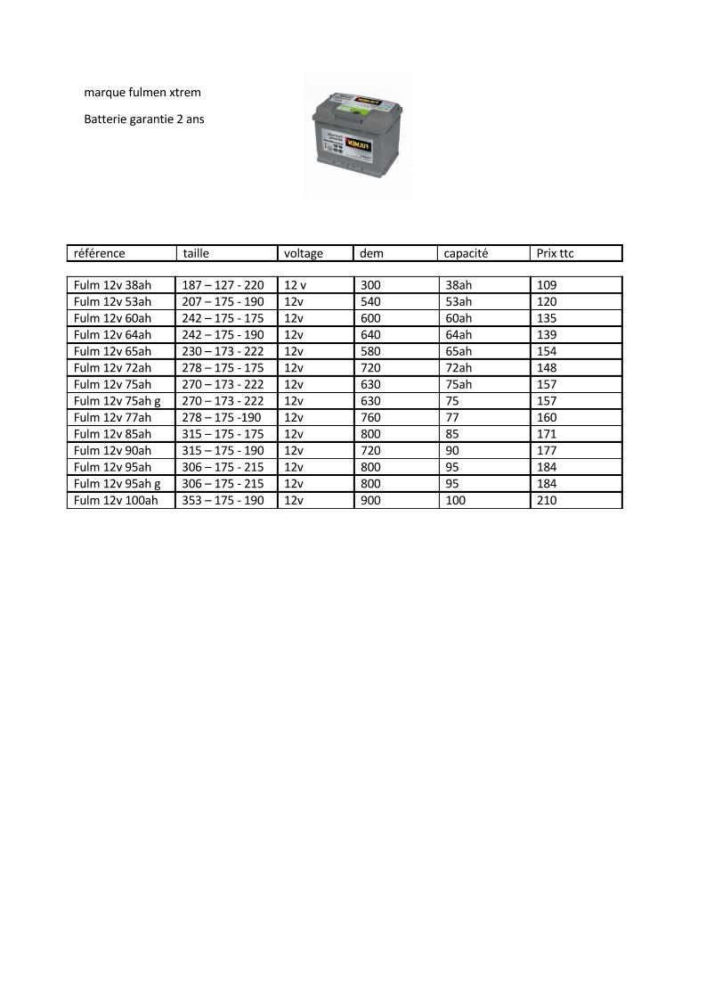 marque fulmen xtrem
Batterie garantie 2 ans
FULMEN
référence taille voltage dem capacité Prix ttc
Fulm 12v 38ah 187 – 127 - 220 12 v 300 38ah 109
Fulm 12v 53ah 207 – 175 - 190 12v 540 53ah 120
Fulm 12v 60ah 242 – 175 - 175 12v 600 60ah 135
Fulm 12v 64ah 242 – 175 - 190 12v 640 64ah 139
Fulm 12v 65ah 230 – 173 - 222 12v 580 65ah 154
Fulm 12v 72ah 278 – 175 - 175 12v 720 72ah 148
Fulm 12v 75ah 270 – 173 - 222 12v 630 75ah 157
Fulm 12v 75ah g 270 – 173 - 222 12v 630 75 157
Fulm 12v 77ah 278 – 175 -190 12v 760 77 160
Fulm 12v 85ah 315 – 175 - 175 12v 800 85 171
Fulm 12v 90ah 315 – 175 - 190 12v 720 90 177
Fulm 12v 95ah 306 – 175 - 215 12v 800 95 184
Fulm 12v 95ah g 306 – 175 - 215 12v 800 95 184
Fulm 12v 100ah 353 – 175 - 190 12v 900 100 210